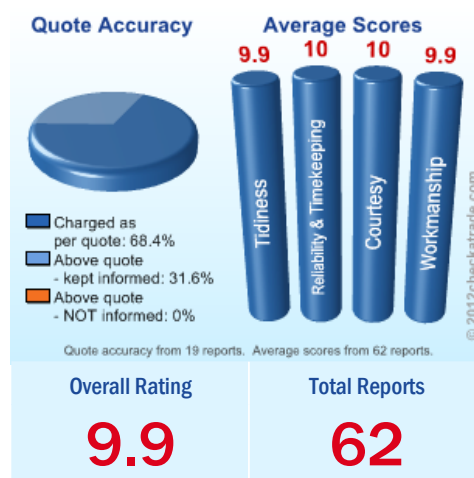 Quote Accuracy
Average Scores
9.9 10 10 9.9
Tidiness
Reliability & Timekeeping
Courtesy
Workmanship
Charged as
per quote: 68.4%
Above quote
- kept informed: 31.6%
Above quote
- NOT informed: 0%
© 2012checkatrade.com
Quote accuracy from 19 reports. Average scores from 62 reports.
Overall Rating
9.9
Total Reports
62